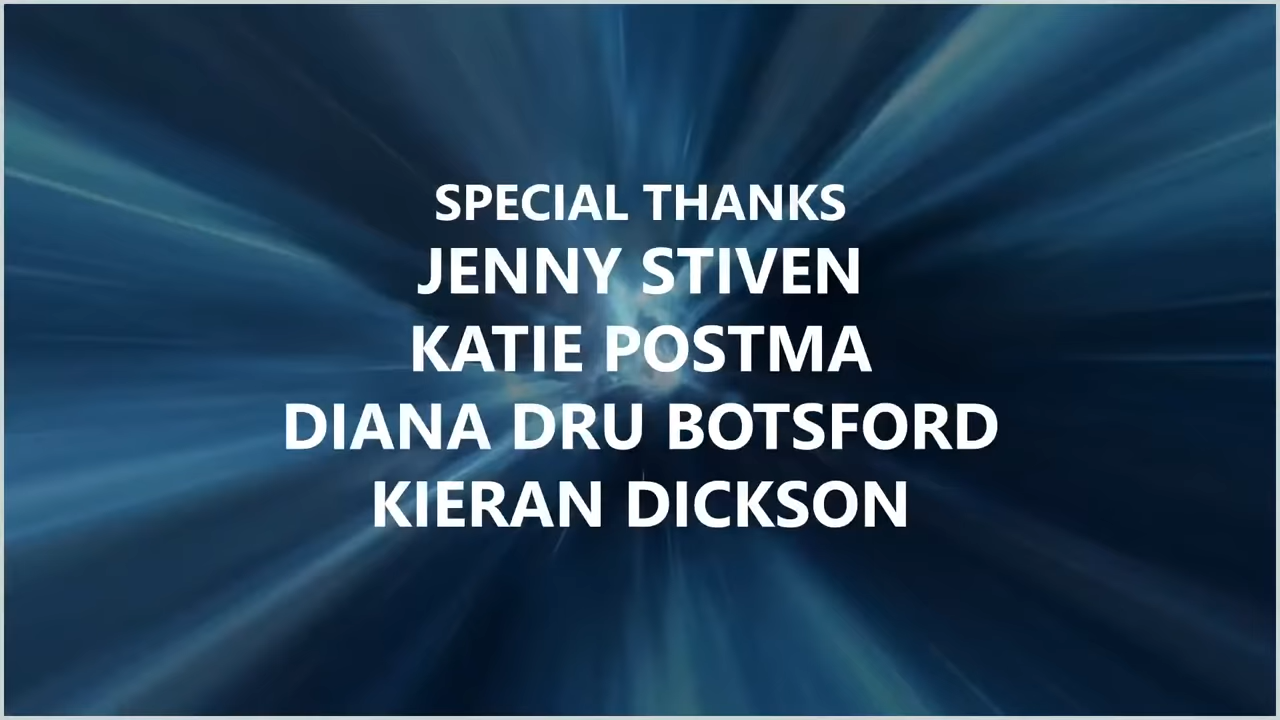 SPECIAL THANKS
JENNY STIVEN
KATIE POSTMA
DIANA DRU BOTSFORD
KIERAN DICKSON